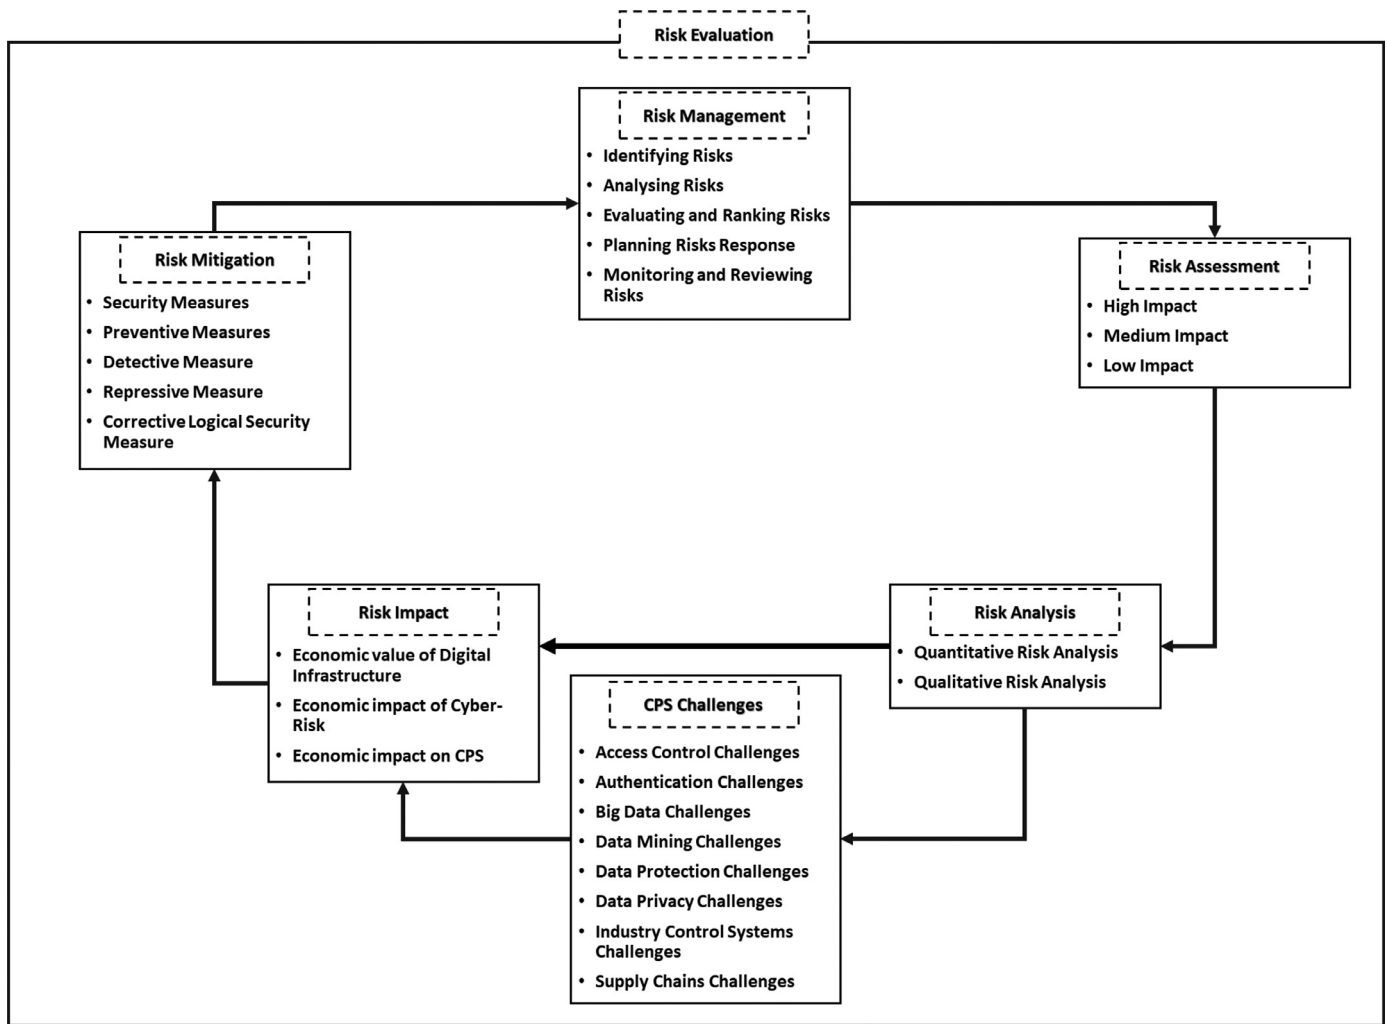 Risk Evaluation
Risk Management
• Identifying Risks
• Analysing Risks
• Evaluating and Ranking Risks
• Planning Risks Response
• Monitoring and Reviewing
Risks
Risk Assessment
• High Impact
• Medium Impact
• Low Impact
Risk Mitigation
• Security Measures
• Preventive Measures
• Detective Measure
• Repressive Measure
• Corrective Logical Security
Measure
Risk Impact
• Economic value of Digital
Infrastructure
• Economic impact of Cyber-
Risk
• Economic impact on CPS
Risk Analysis
• Quantitative Risk Analysis
• Qualitative Risk Analysis
CPS Challenges
• Access Control Challenges
• Authentication Challenges
• Big Data Challenges
• Data Mining Challenges
• Data Protection Challenges
• Data Privacy Challenges
• Industry Control Systems
Challenges
• Supply Chains Challenges